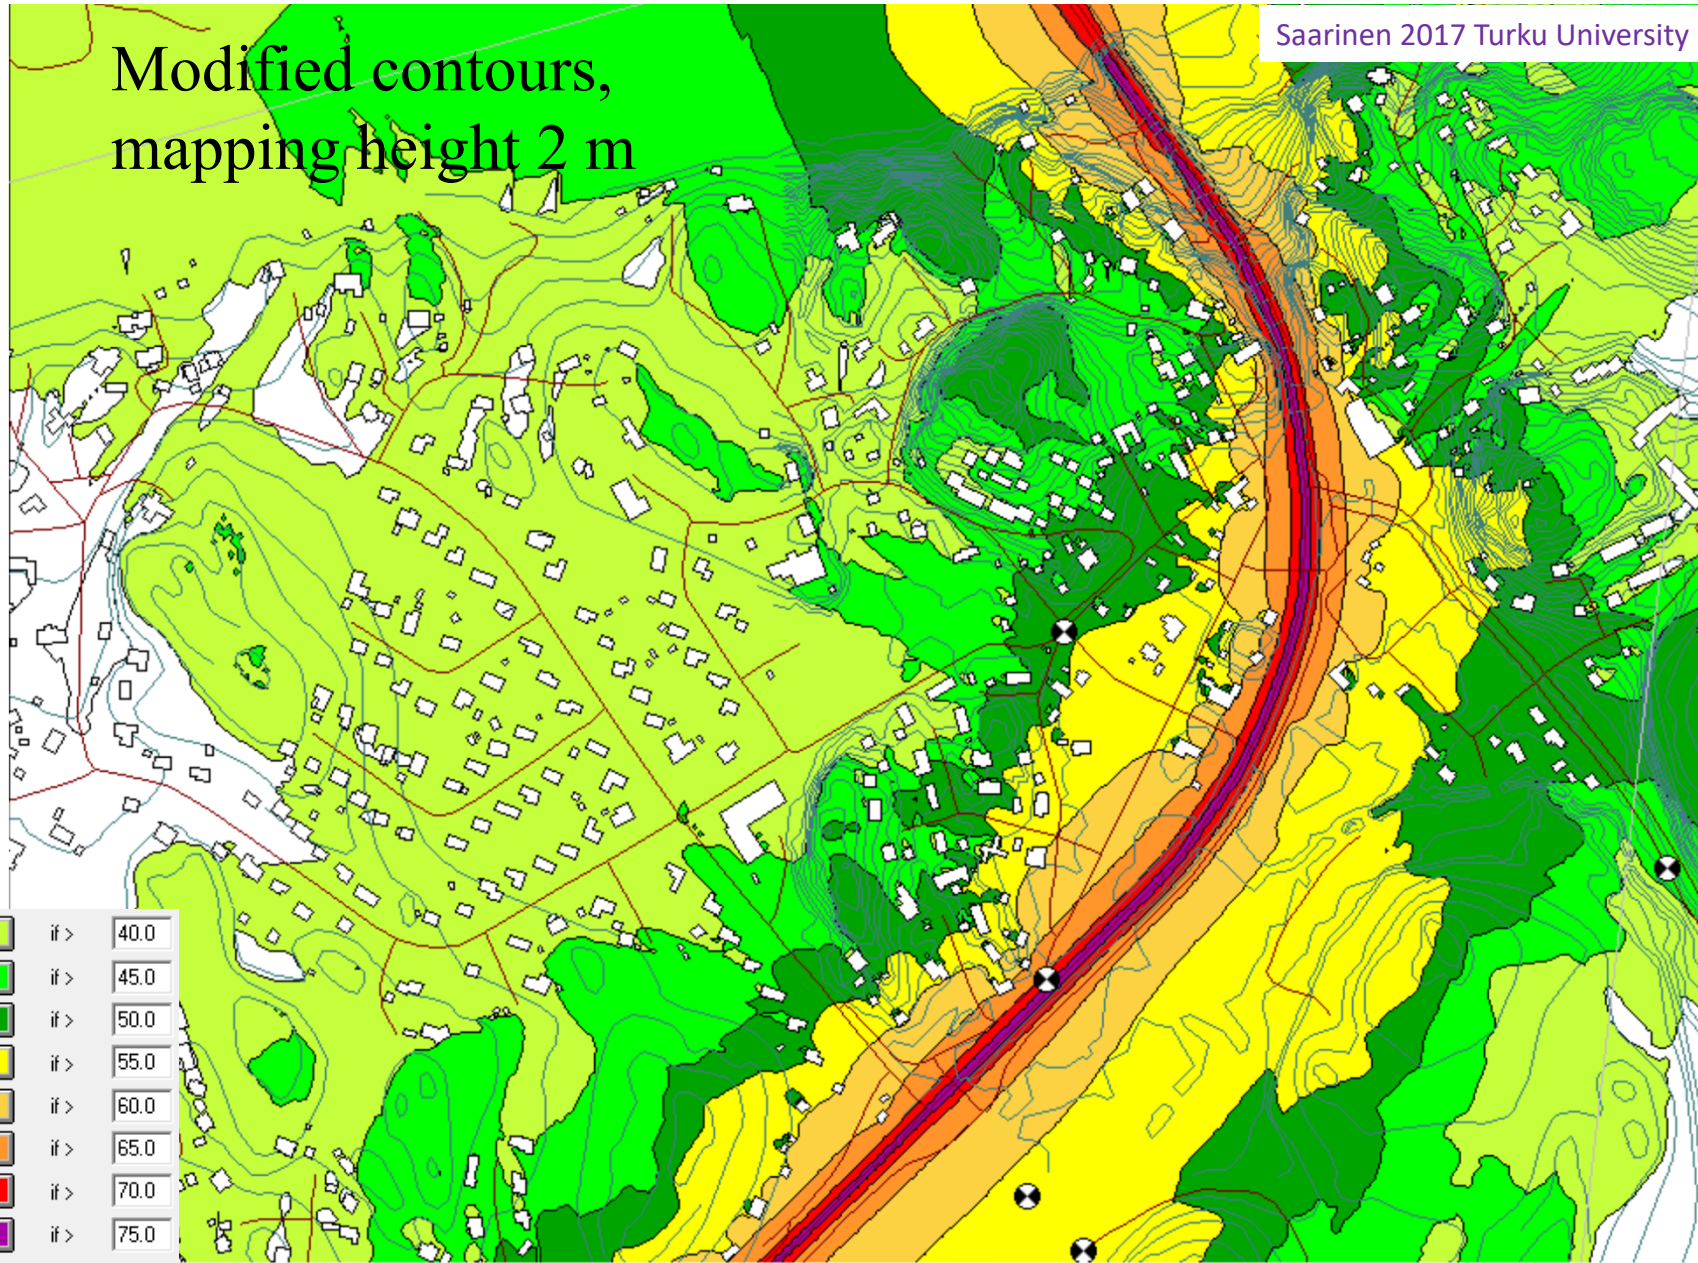 Saarinen 2017 Turku University
Modified contours,
mapping height 2 m
if > 40.0
if > 45.0
if > 50.0
if > 55.0
if > 60.0
if > 65.0
if > 70.0
if > 75.0